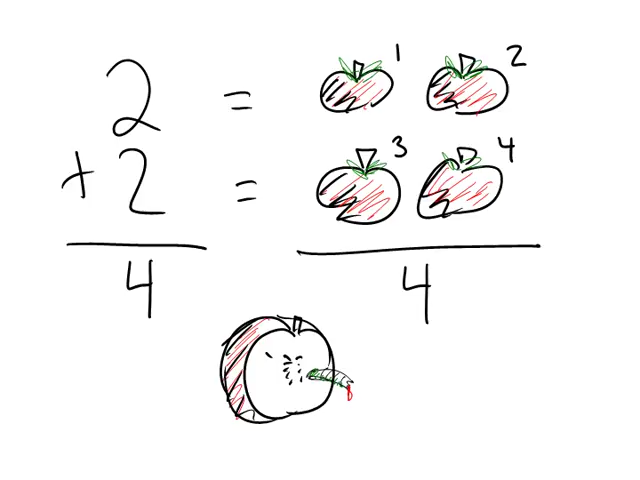 2 = 1 2
+ 2 = 3 4
4 4